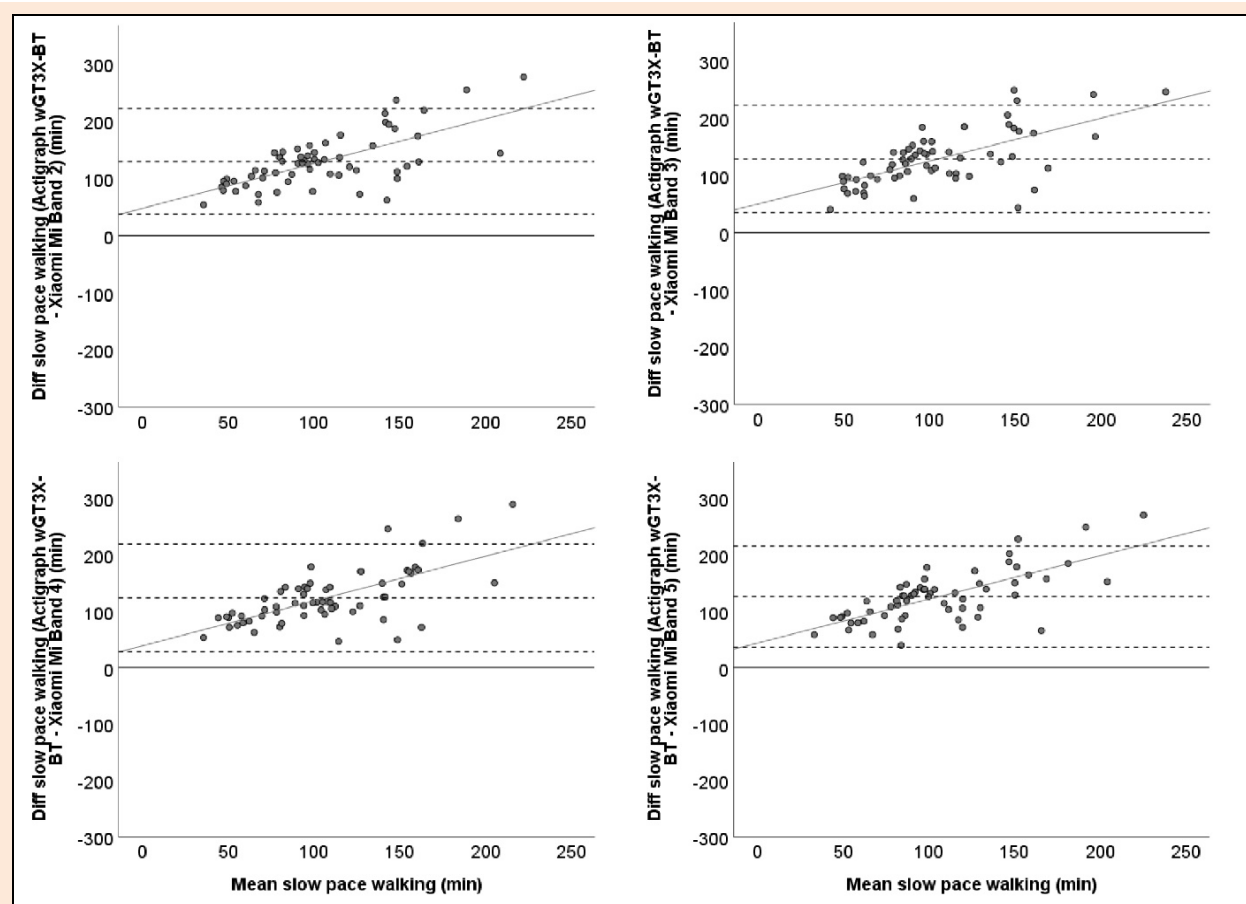 Diff slow pace walking (Actigraph wGT3X-BT
- Xiaomi Mi Band 2) (min)
300
200
100
0
-100
-200
-300
0 50 100 150 200 250
Diff slow pace walking (Actigraph wGT3X-BT
- Xiaomi Mi Band 3) (min)
300
200
100
0
-100
-200
-300
0 50 100 150 200 250
Diff slow pace walking (Actigraph wGT3X-
BT - Xiaomi Mi Band 4) (min)
300
200
100
0
-100
-200
-300
0 50 100 150 200 250
Mean slow pace walking (min)
Diff slow pace walking (Actigraph wGT3X-
BT - Xiaomi Mi Band 5) (min)
300
200
100
0
-100
-200
-300
0 50 100 150 200 250
Mean slow pace walking (min)